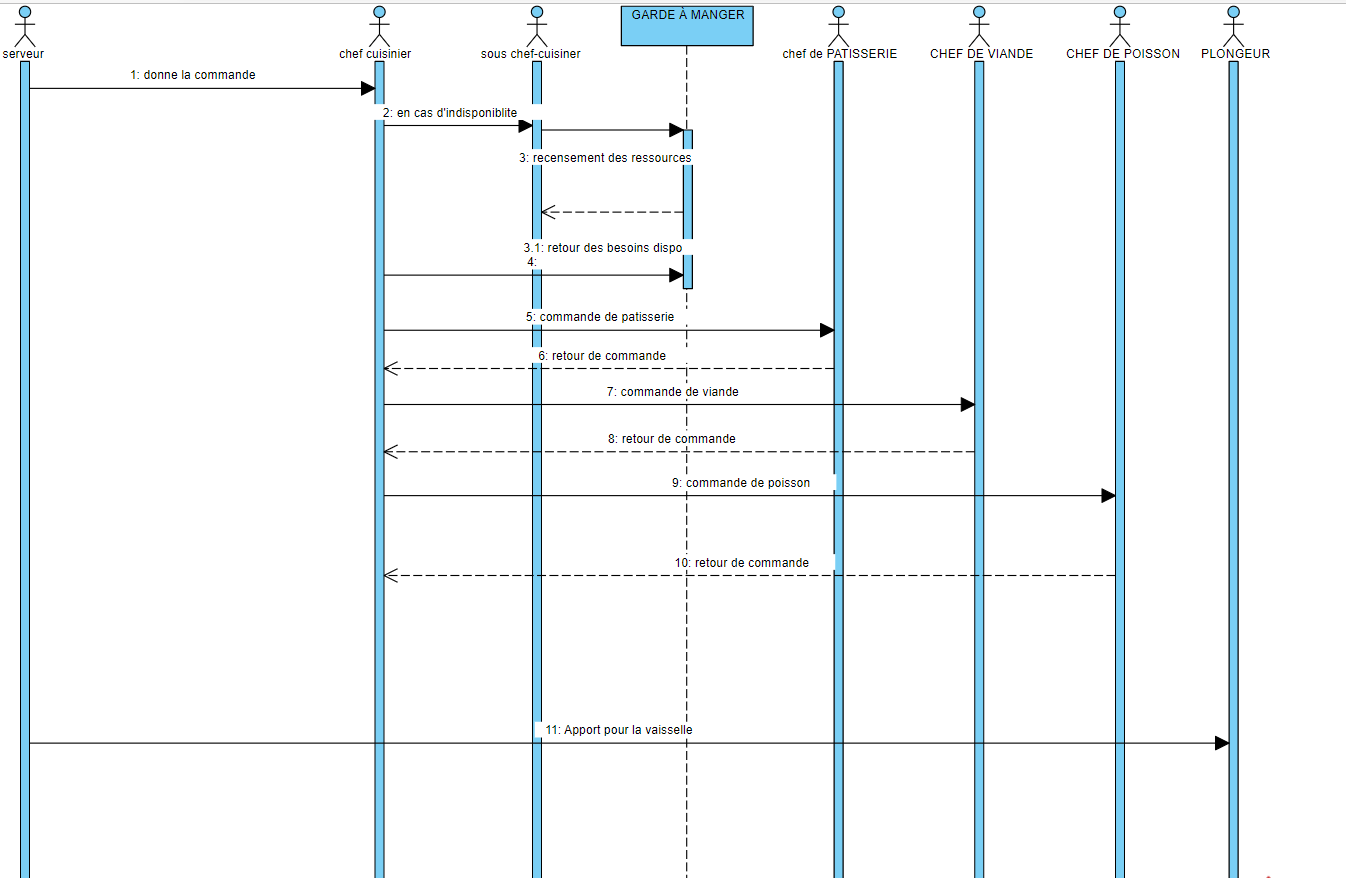 GARDE À MANGER
serveur
chef cuisinier
sous chef-cuisiner
chef de PATISSERIE
CHEF DE VIANDE
CHEF DE POISSON
PLONGEUR
1: donne la commande
2: en cas d'indisponiblite
3: recensement des ressources
3.1: retour des besoins dispo
4:
5: commande de patisserie
6: retour de commande
7: commande de viande
8: retour de commande
9: commande de poisson
10: retour de commande
11: Apport pour la vaisselle